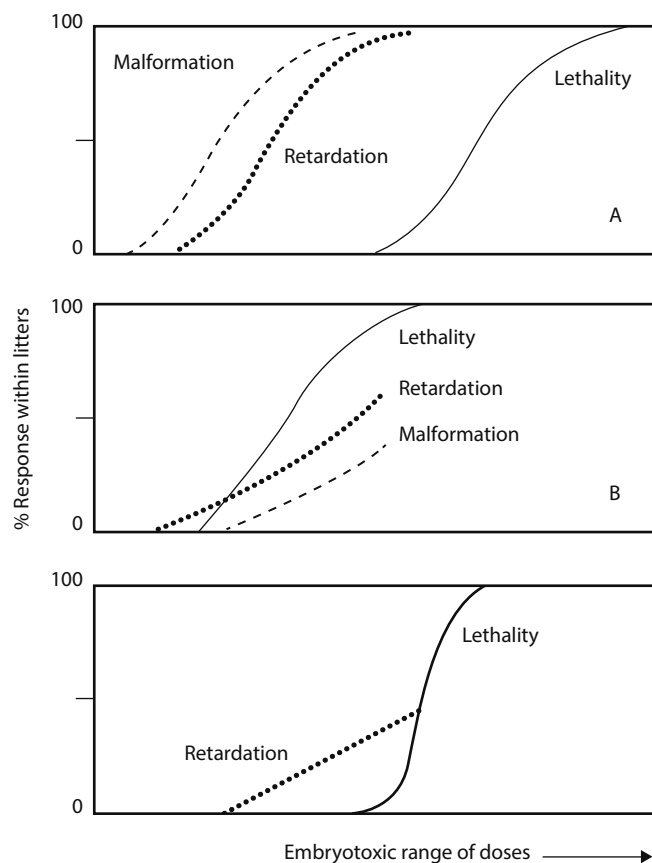 100
Malformation
Lethality
Retardation
A
0
100
Lethality
Retardation
Malformation
B
0
% Response within litters
100
Lethality
Retardation
0
Embryotoxic range of doses